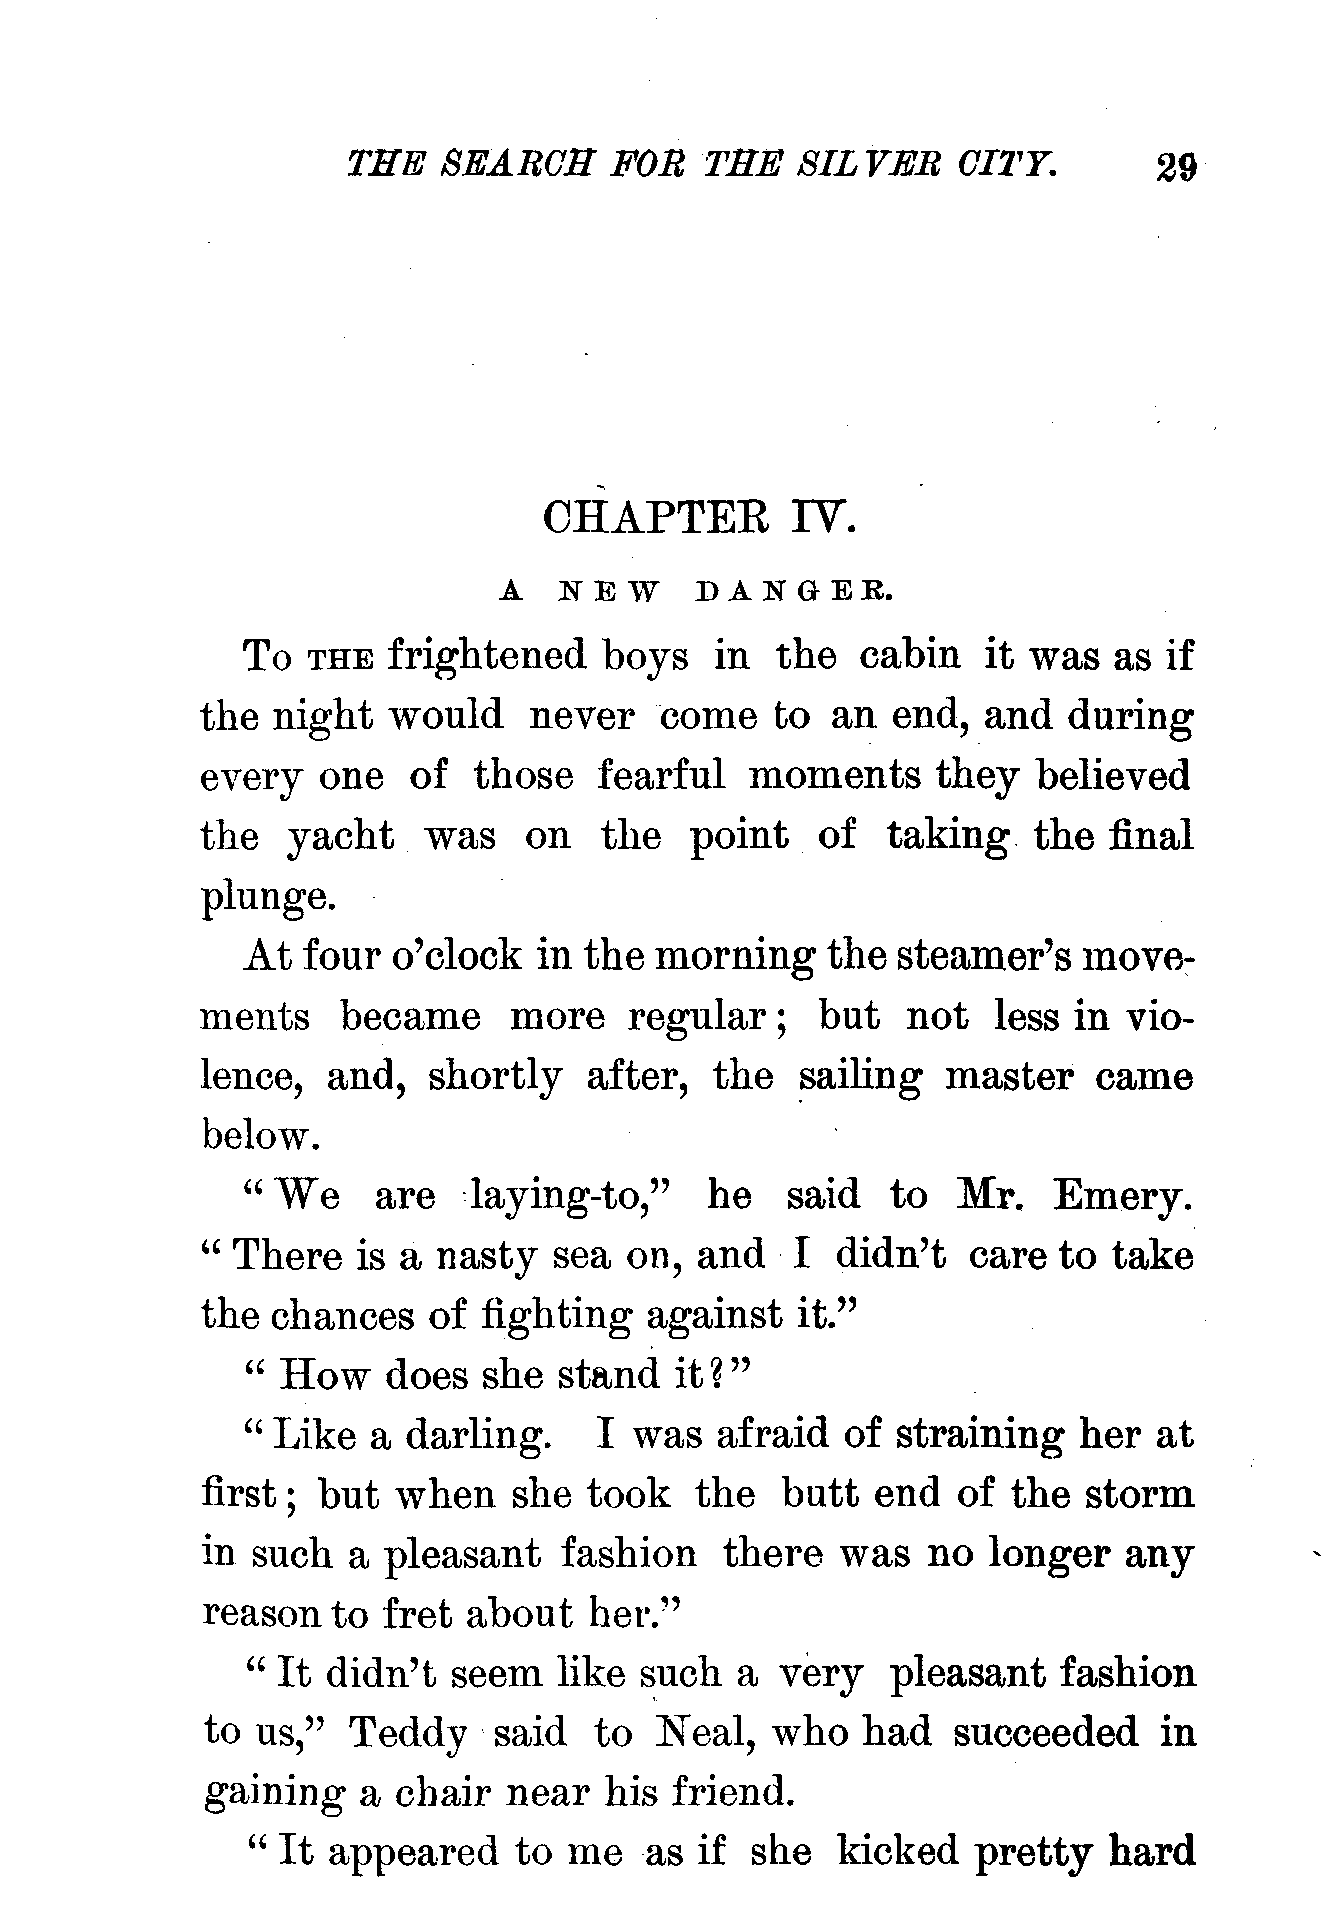 THE SEARCH FOR THE SILVER CITY. 29
CHAPTER IV.
A NEW DANGER.
To THE frightened boys in the cabin it was as if
the night would never come to an end, and during
every one of those fearful moments they believed
the yacht was on the point of taking the final
plunge.
At four o’clock in the morning the steamer’s move-
ments became more regular; but not less in vio-
lence, and, shortly after, the sailing master came
below.
“We are laying-to,” he said to Mr. Emery.
“There is a nasty sea on, and I didn’t care to take
the chances of fighting against it.”
“How does she stand it?”
“Like a darling. I was afraid of straining her at
first; but when she took the butt end of the storm
in such a pleasant fashion there was no longer any
reason to fret about her.”
“It didn’t seem like such a very pleasant fashion
to us,” Teddy said to Neal, who had succeeded in
gaining a chair near his friend.
“It appeared to me as if she kicked pretty hard